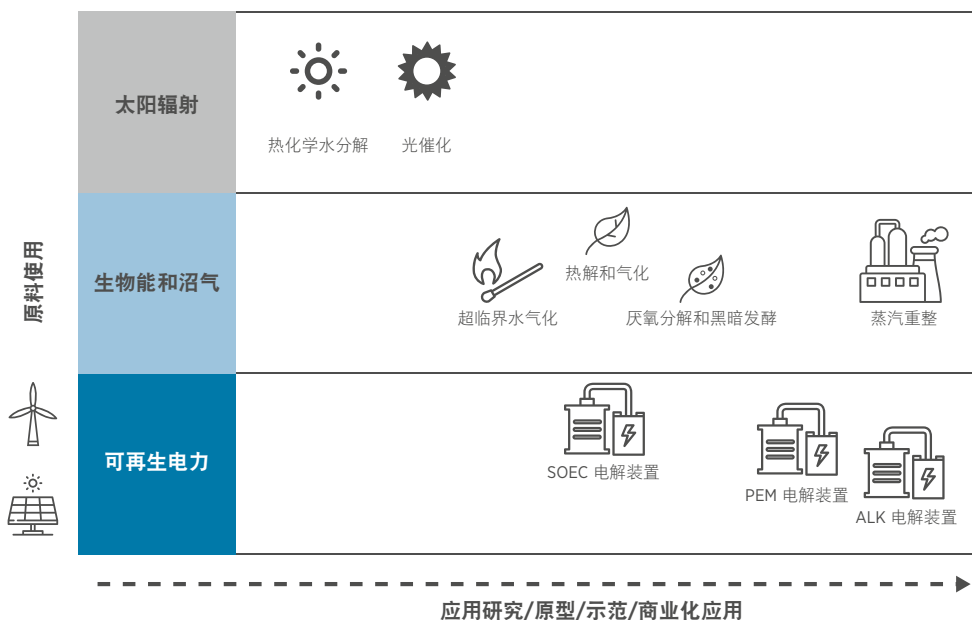 原料使用
太阳辐射
热化学水分解
光催化
生物能和沼气
超临界水气化
热解和气化
厌氧分解和黑暗发酵
蒸汽重整
可再生电力
SOEC 电解装置
PEM 电解装置
ALK 电解装置
应用研究/原型/示范/商业化应用